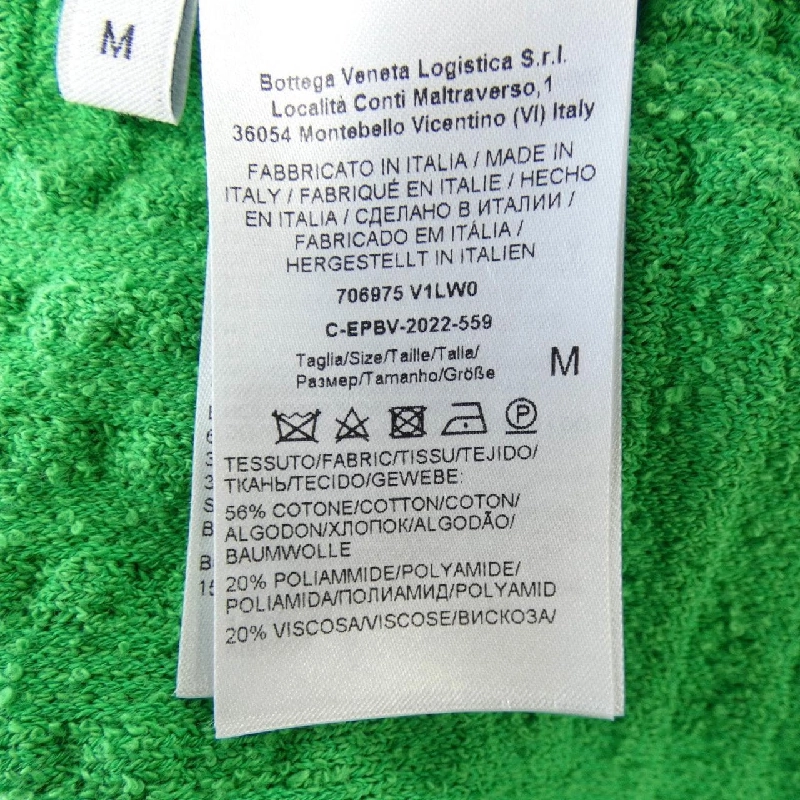 M
Bottega Veneta Logistica S.r.l.
Località Conti Maltraverso,1
36054 Montebello Vicentino (VI) Italy
FABBRICATO IN ITALIA / MADE IN
ITALY / FABRIQUÉ EN ITALIE / HECHO
EN ITALIA / СДЕЛАНО В ИТАЛИИ /
FABRICADO EM ITÁLIA /
HERGESTELLT IN ITALIEN
706975 V1LW0
C-EPBV-2022-559
Taglia/Size/Taille/Talla/
Размер/Tamanho/Größe
M
P
TESSUTO/FABRIC/TISSU/TEJIDO/
ТКАНЬ/TECIDO/GEWEBE:
56% COTONE/COTTON/COTON/
ALGODON/ХЛОПОК/ALGODÃO/
BAUMWOLLE
20% POLIAMMIDE/POLYAMIDE/
POLIAMIDA/ПОЛИАМИД/POLYAMID
20% VISCOSA/VISCOSE/ВИСКОЗА/